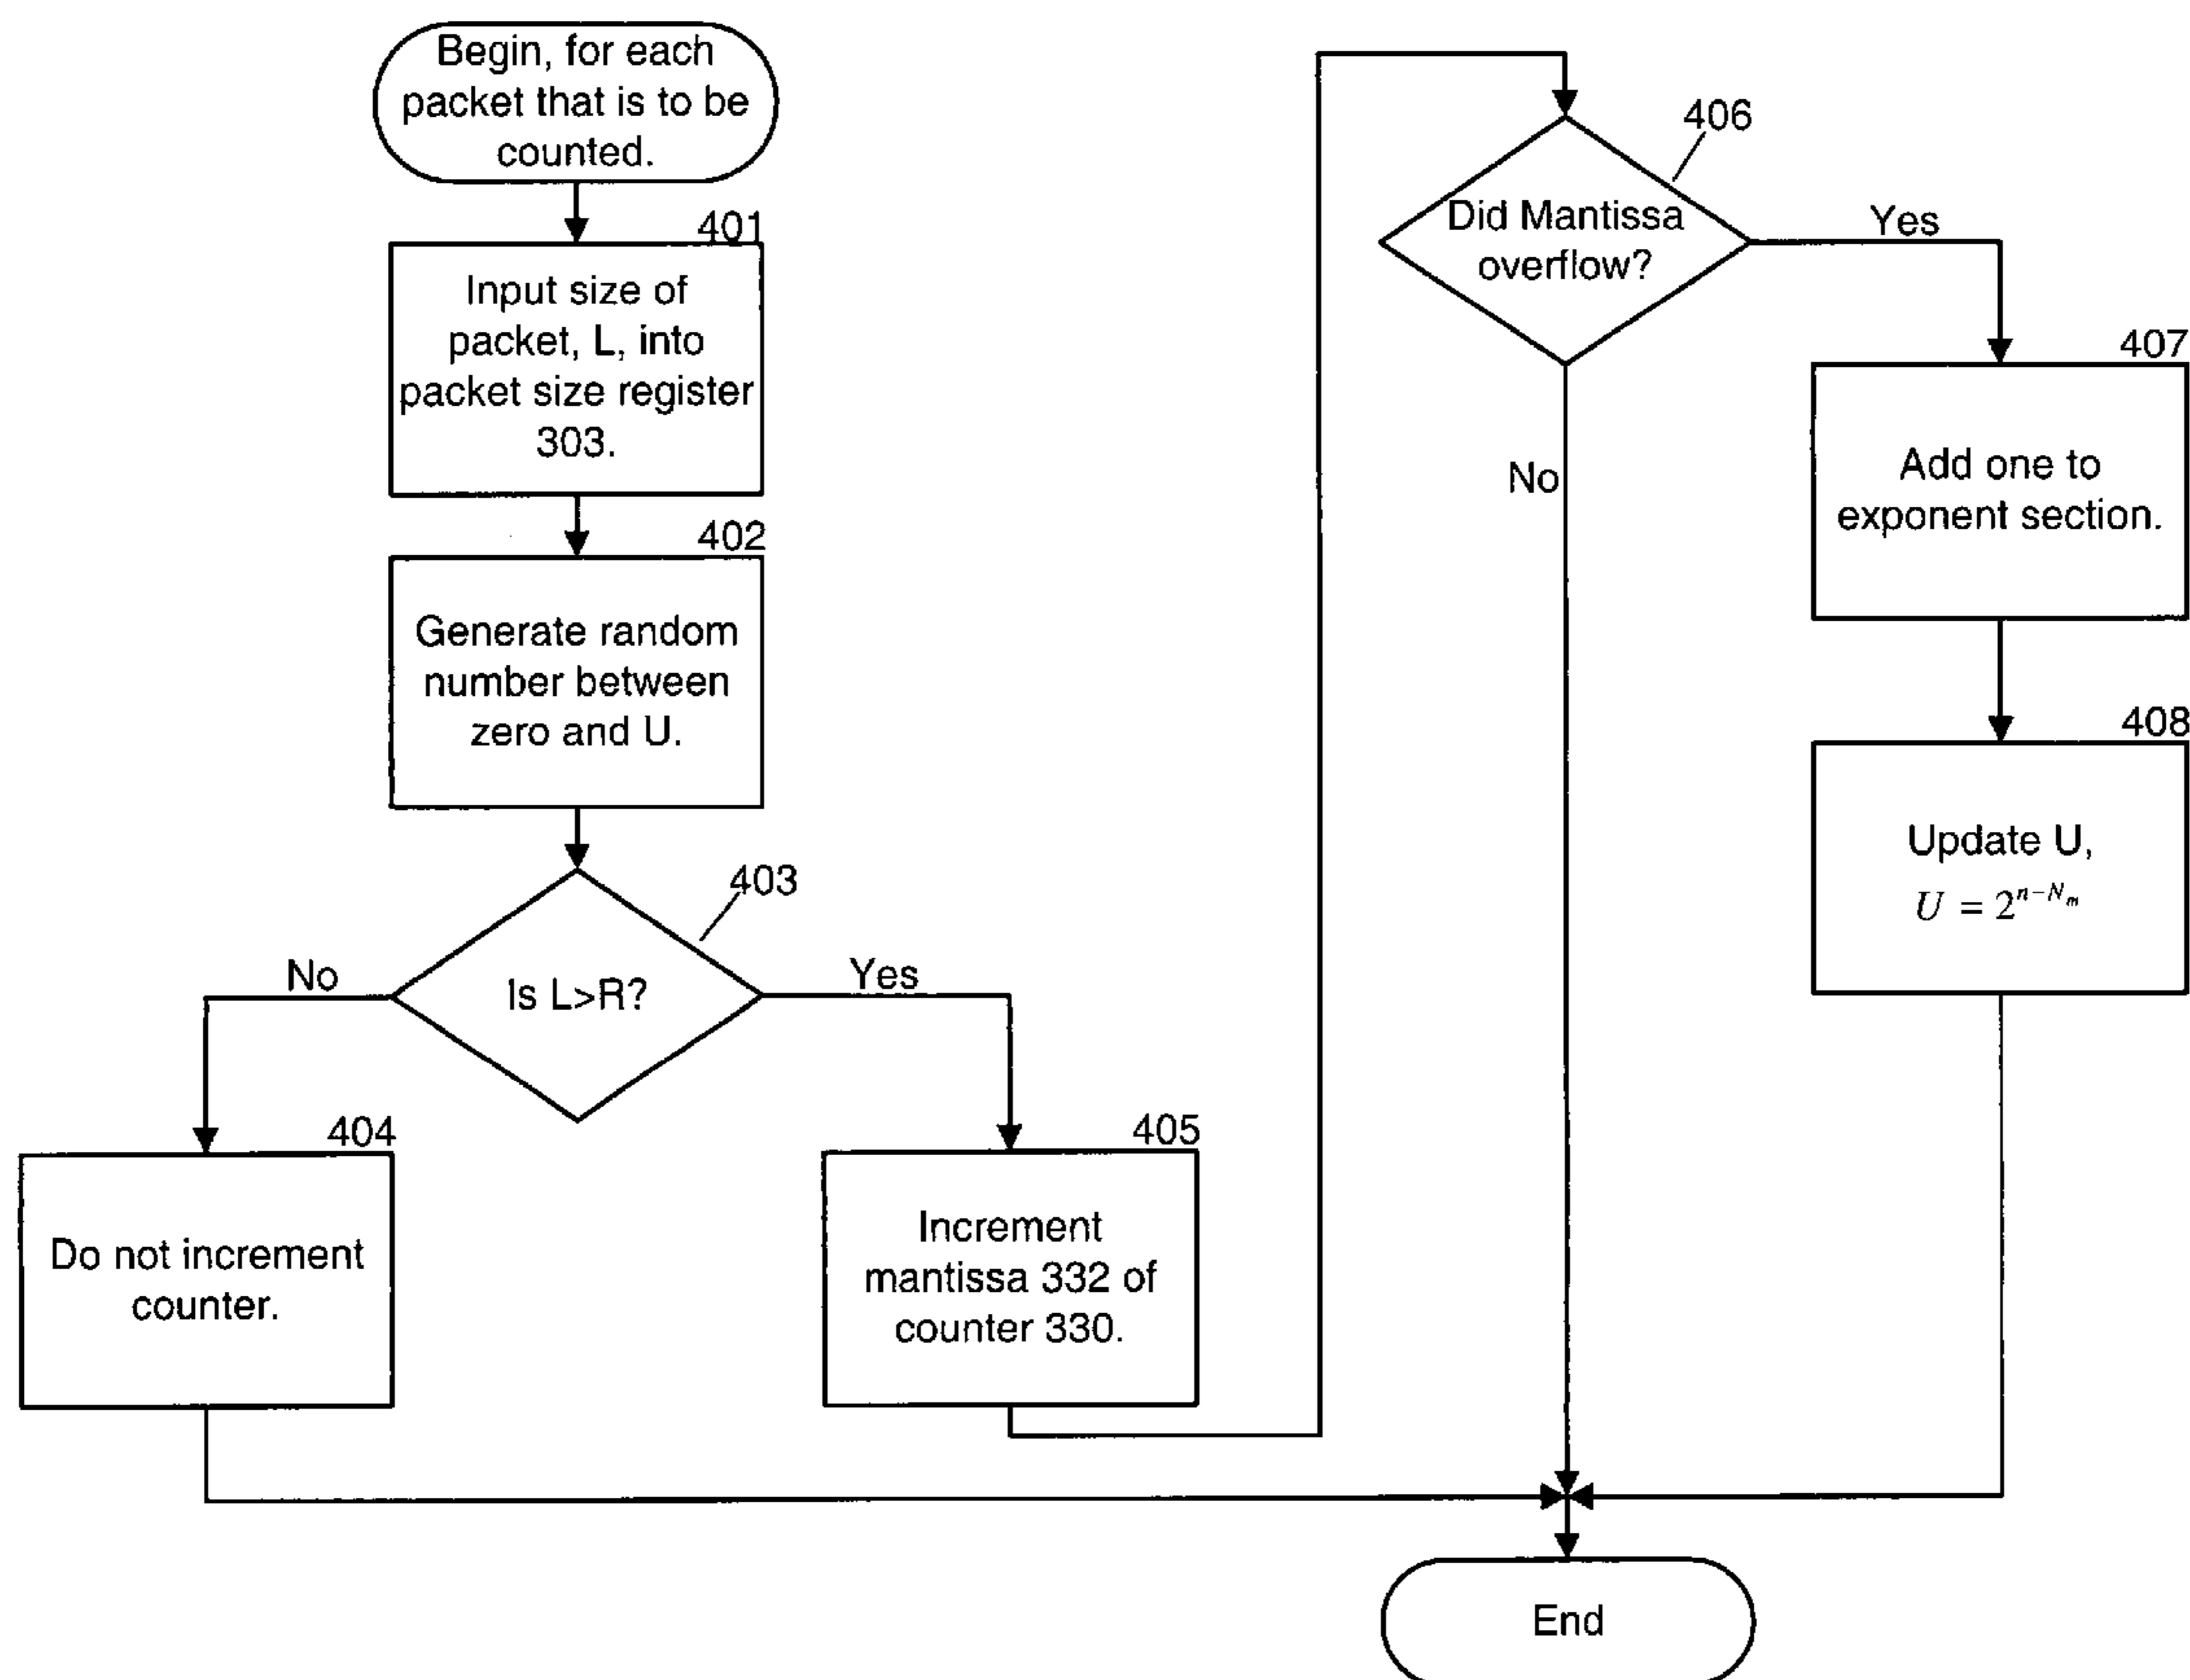 Begin, for each
packet that is to be
counted.
401
Input size of
packet, L, into
packet size register
303.
402
Generate random
number between
zero and U.
403
Is L>R?
No
Yes
404
Do not increment
counter.
405
Increment
mantissa 332 of
counter 330.
406
Did Mantissa
overflow?
Yes
No
407
Add one to
exponent section.
408
Update U,
U = 2^{n-N_m}
End